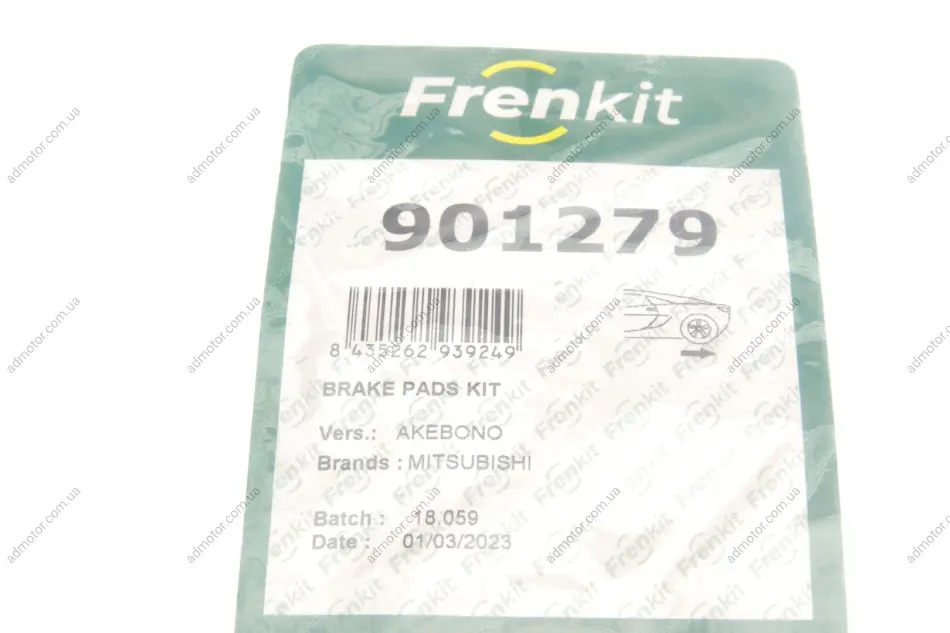 Frenkit
901279
8 435262 939249
BRAKE PADS KIT
Vers.: AKEBONO
Brands : MITSUBISHI
Batch : 18,059
Date : 01/03/2023
admotor.com.ua